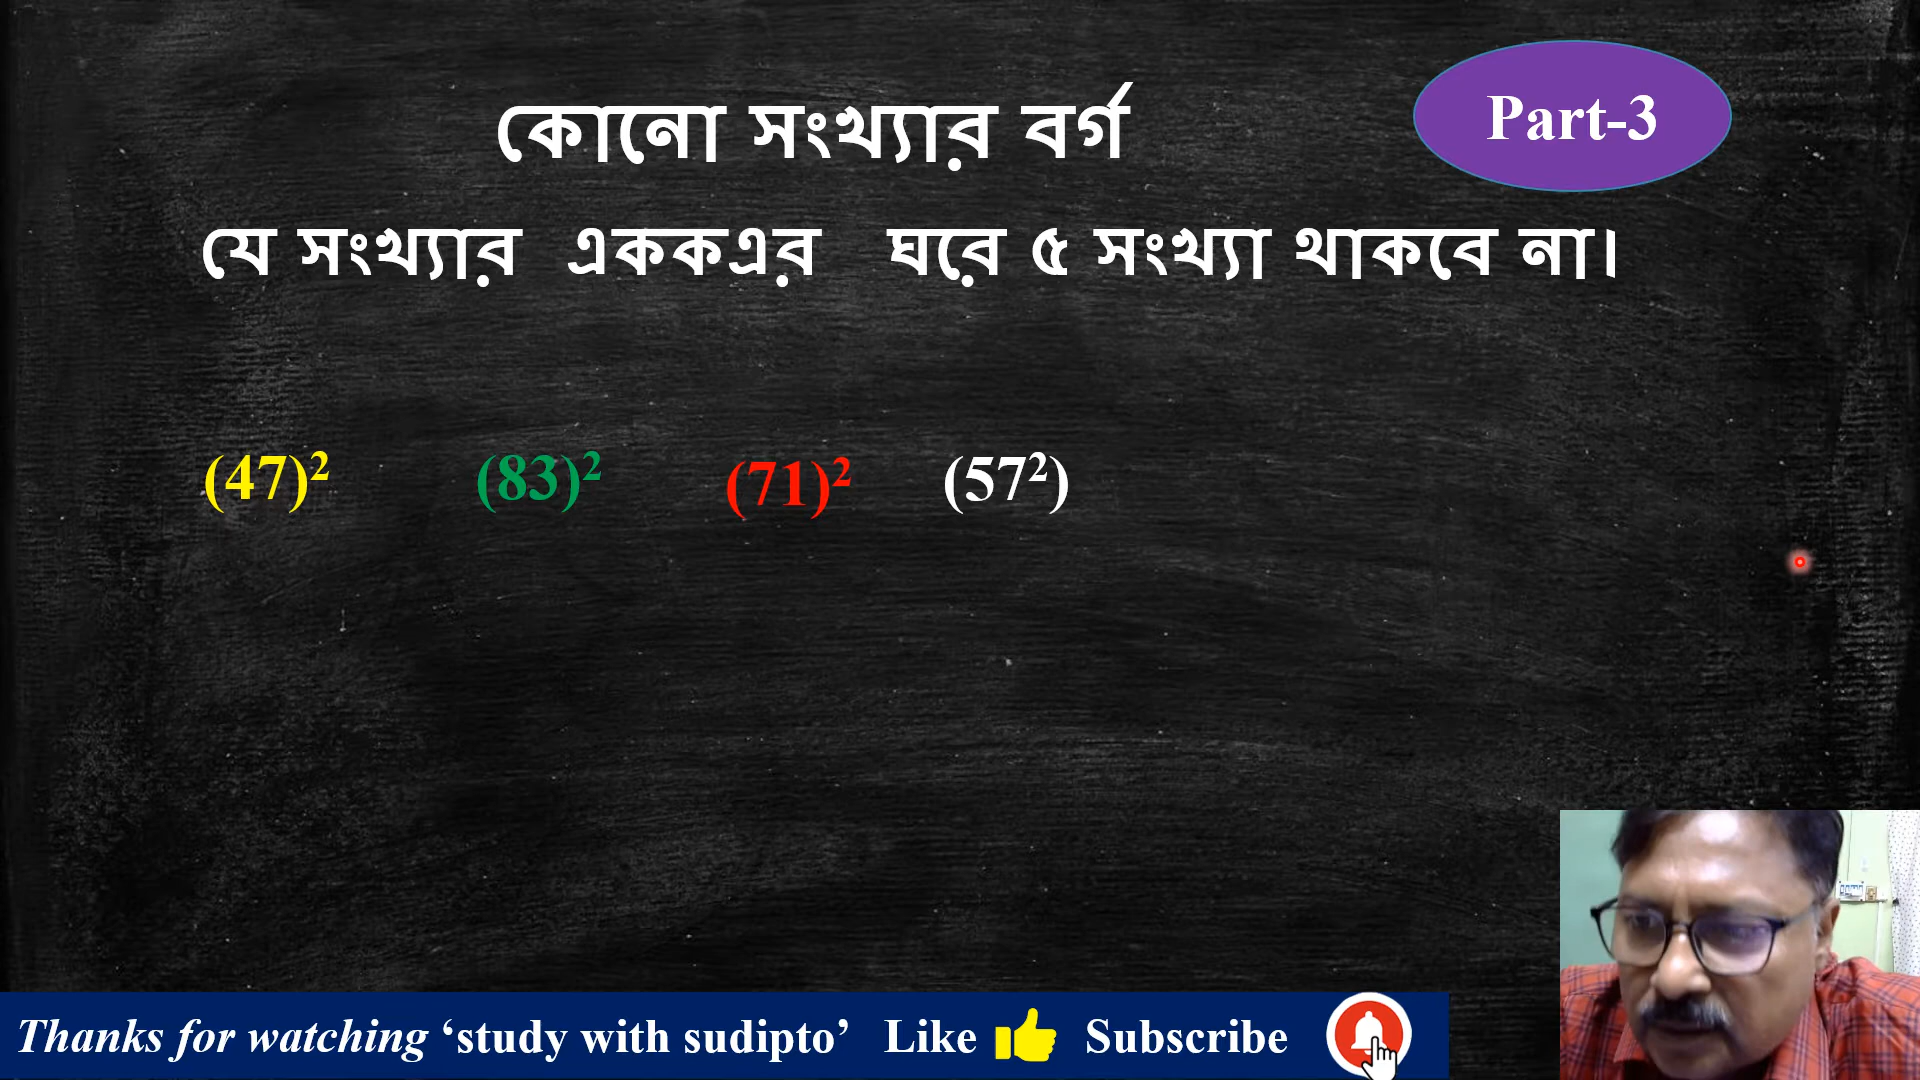 কোনো সংখ্যার বর্গ
Part-3
যে সংখ্যার এককএর ঘরে ৫ সংখ্যা থাকবে না।
(47)² (83)² (71)² (57²)
Thanks for watching ‘study with sudipto’ Like Subscribe